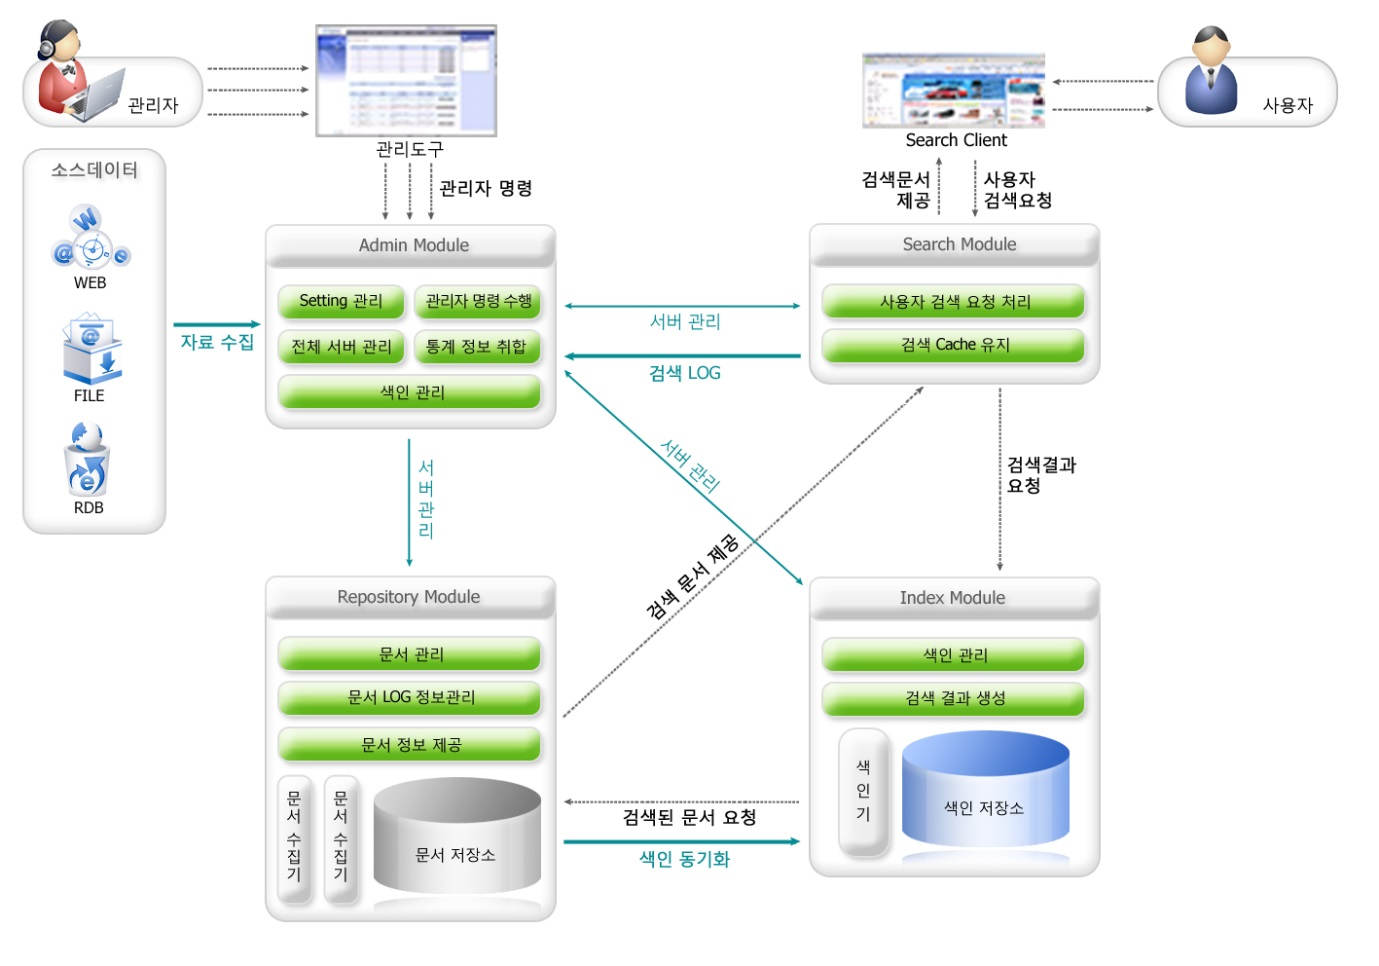 관리자
관리도구
관리자 명령
Search Client
사용자
검색문서
제공
사용자
검색요청
소스데이터
WEB
FILE
RDB
자료 수집
Admin Module
Setting 관리
관리자 명령 수행
전체 서버 관리
통계 정보 취합
색인 관리
서버 관리
검색 LOG
Search Module
사용자 검색 요청 처리
검색 Cache 유지
서버관리
서버 관리
검색 문서 제공
검색결과
요청
Repository Module
문서 관리
문서 LOG 정보관리
문서 정보 제공
문서 수집기
문서 수집기
문서 저장소
검색된 문서 요청
색인 동기화
Index Module
색인 관리
검색 결과 생성
색인기
색인 저장소